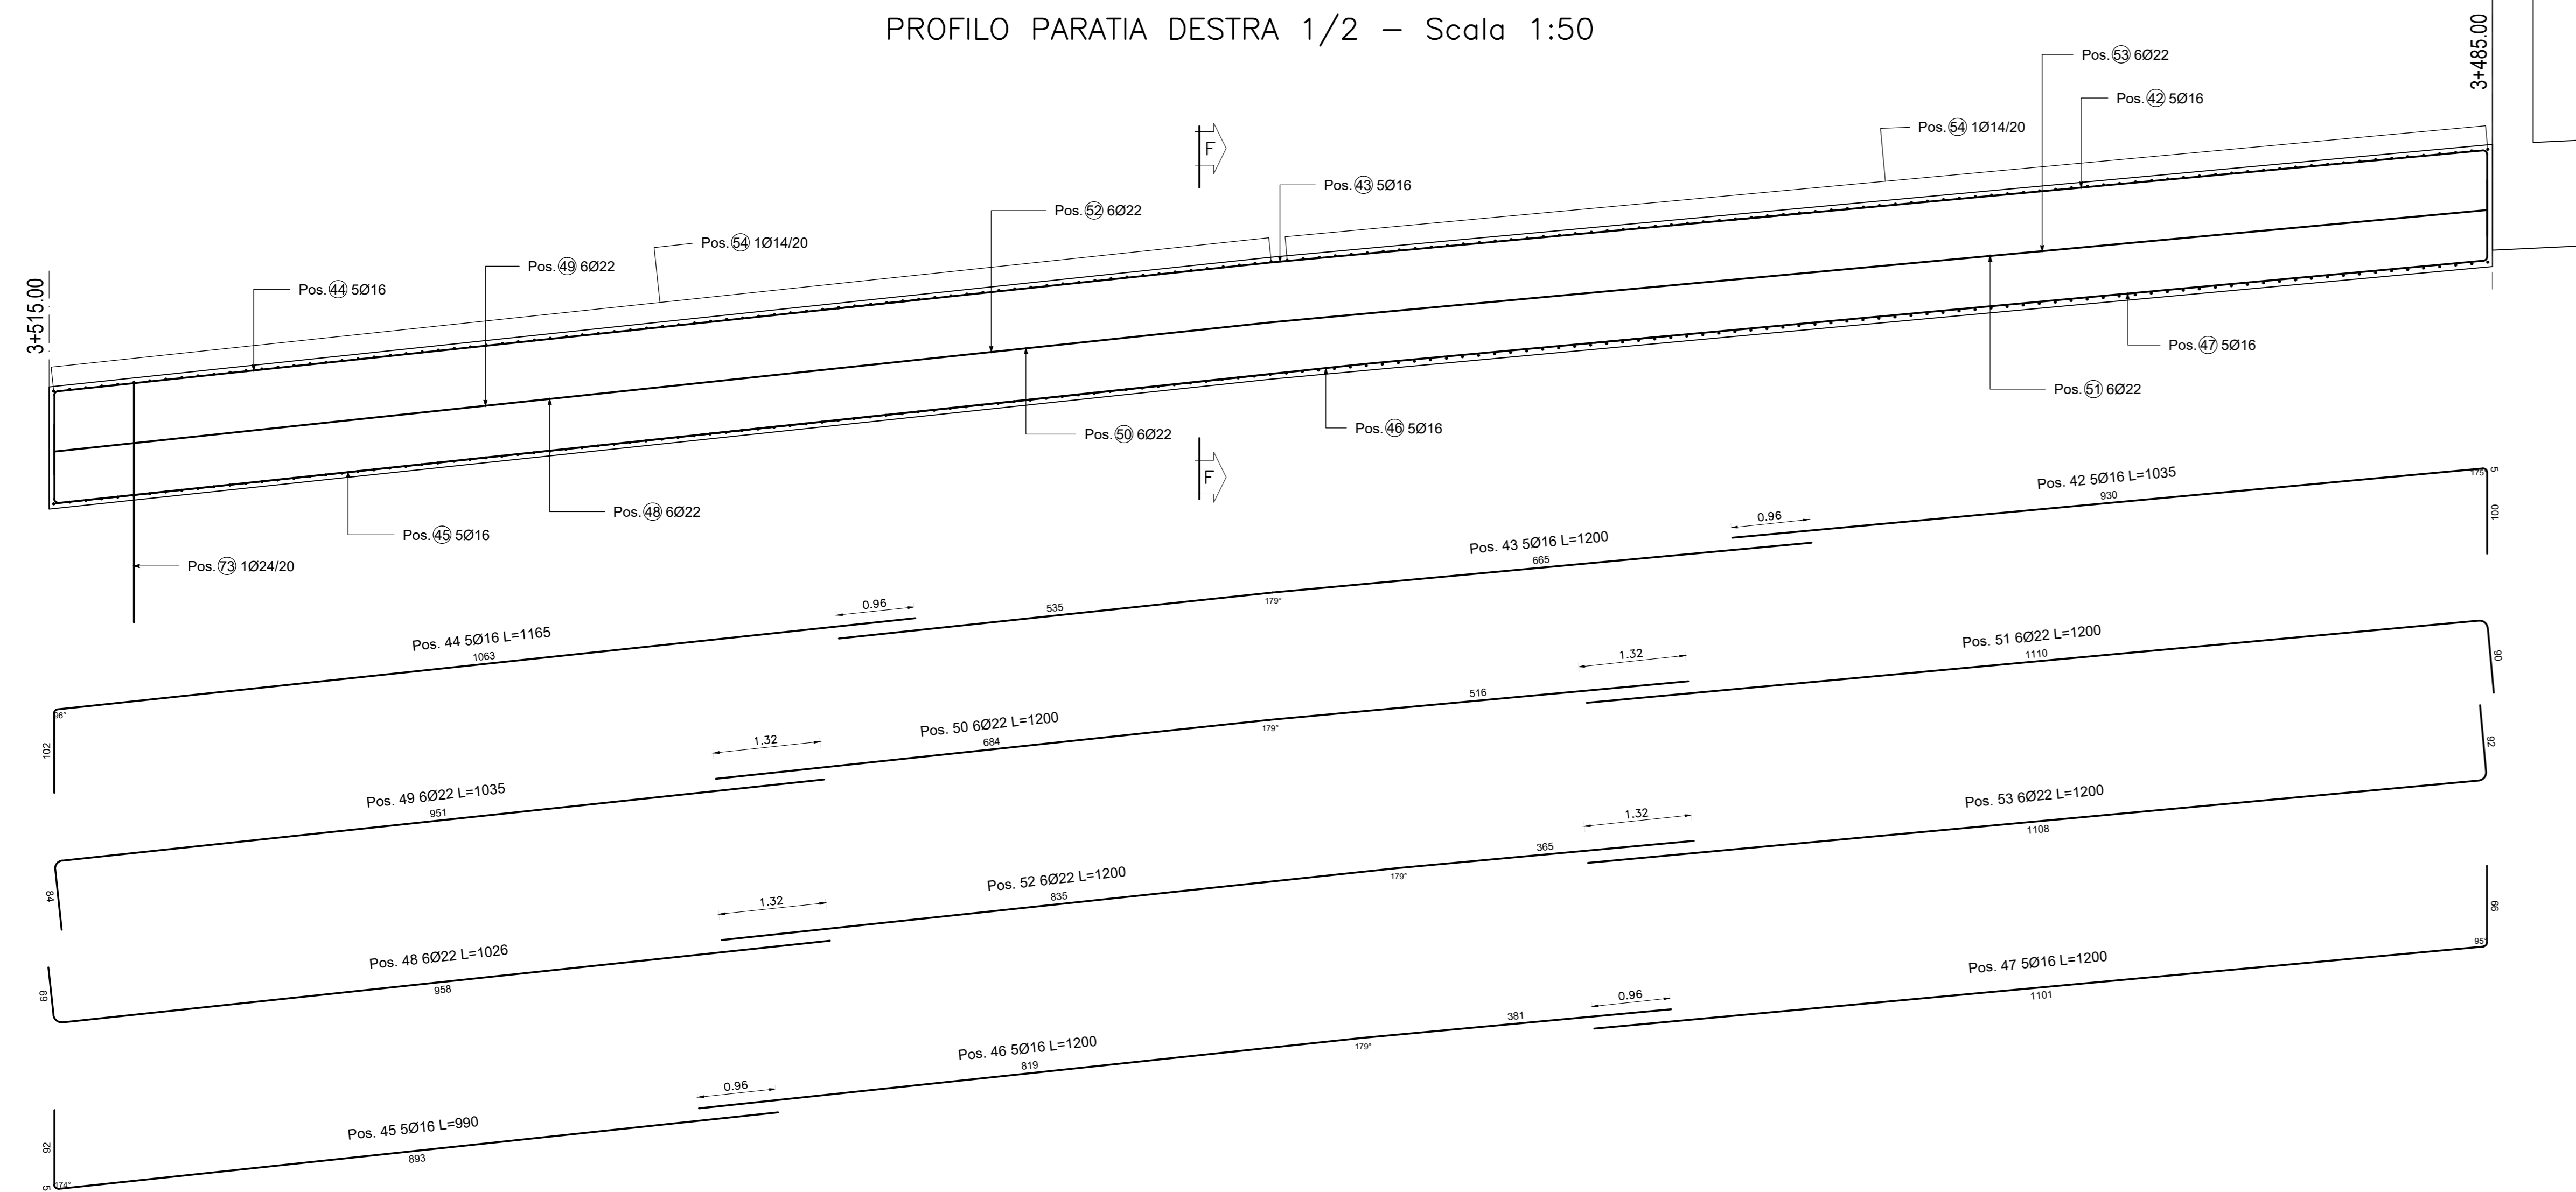 PROFILO PARATIA DESTRA 1/2 – Scala 1:50
3+485.00
Pos. 53 6Ø22
Pos. 42 5Ø16
Pos. 54 1Ø14/20
F
Pos. 43 5Ø16
Pos. 52 6Ø22
Pos. 54 1Ø14/20
Pos. 49 6Ø22
Pos. 44 5Ø16
3+515.00
Pos. 47 5Ø16
Pos. 51 6Ø22
Pos. 46 5Ø16
Pos. 50 6Ø22
F
Pos. 48 6Ø22
Pos. 45 5Ø16
Pos. 73 1Ø24/20
Pos. 42 5Ø16 L=1035
930
175°
5
100
0.96
Pos. 43 5Ø16 L=1200
665
535
179°
0.96
Pos. 44 5Ø16 L=1165
1063
96°
102
Pos. 51 6Ø22 L=1200
1110
90
1.32
516
Pos. 50 6Ø22 L=1200
684
179°
1.32
Pos. 49 6Ø22 L=1035
951
84
92
Pos. 53 6Ø22 L=1200
1108
1.32
365
179°
Pos. 52 6Ø22 L=1200
835
1.32
Pos. 48 6Ø22 L=1026
958
69
99
95°
Pos. 47 5Ø16 L=1200
1101
0.96
381
179°
Pos. 46 5Ø16 L=1200
819
0.96
Pos. 45 5Ø16 L=990
893
92
5
174°